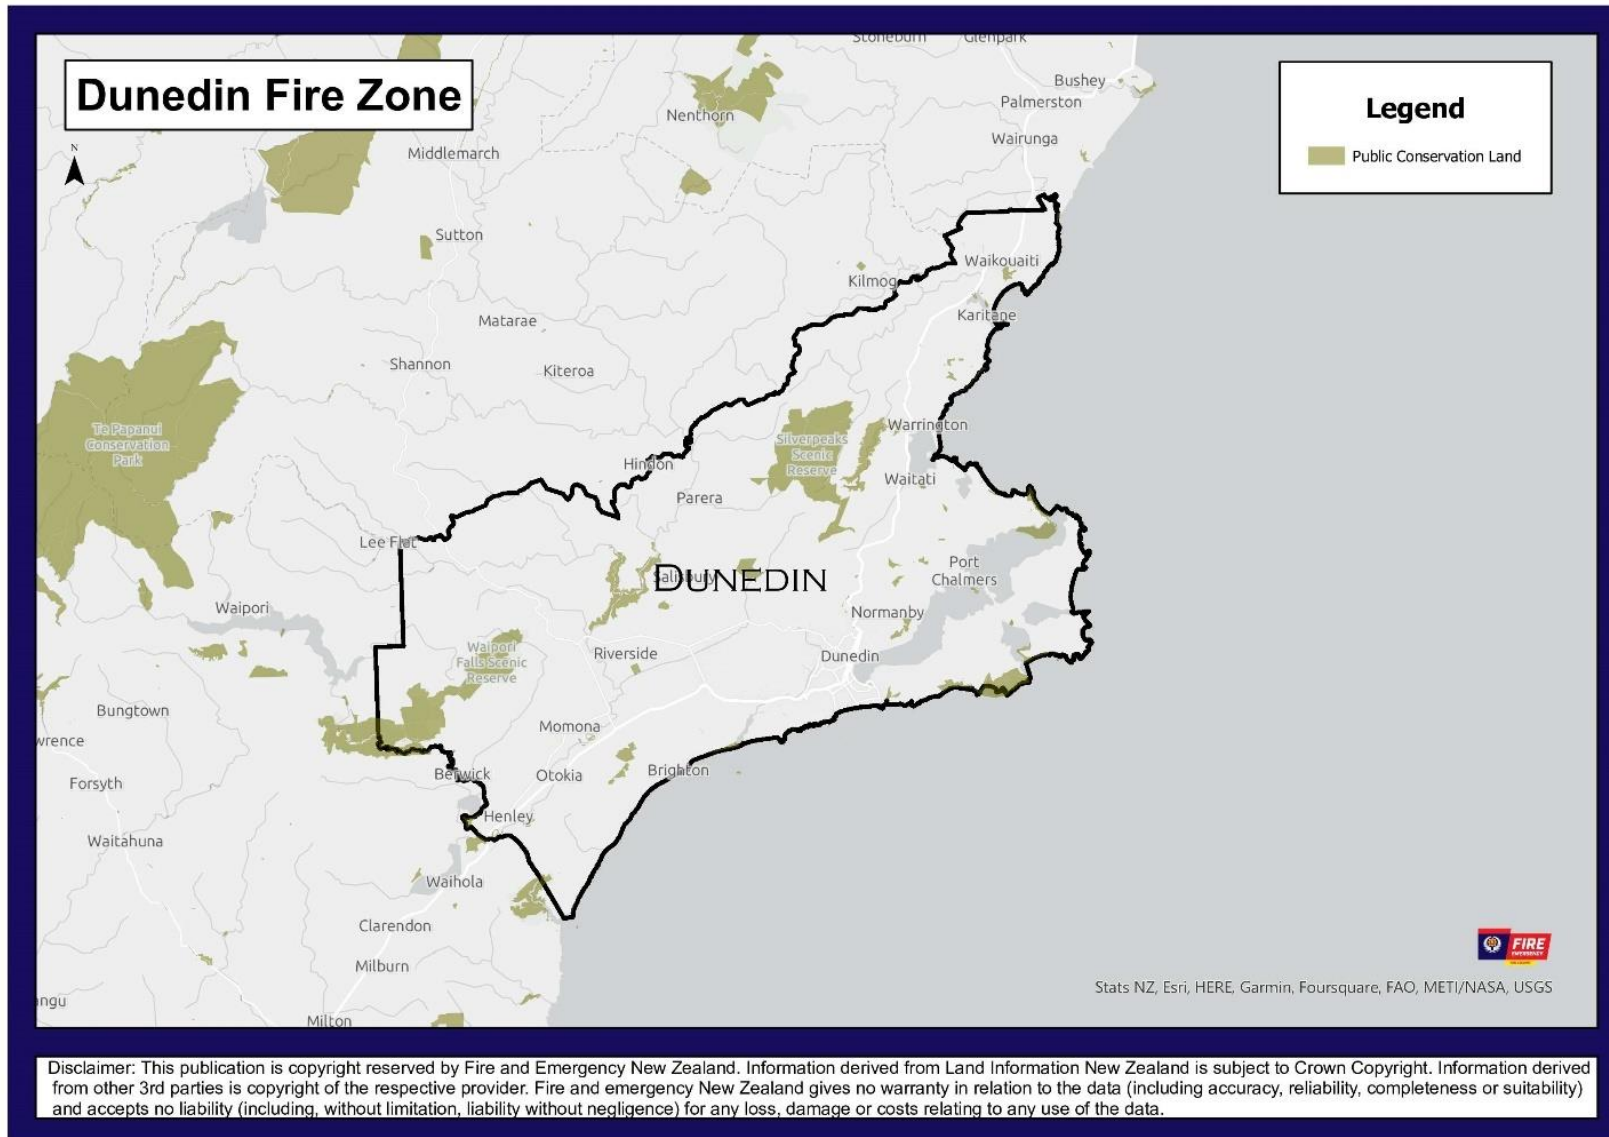 Dunedin Fire Zone
N
Legend
Public Conservation Land
Stoneburn
Glenpark
Bushey
Palmerston
Nenthorn
Wairunga
Middlemarch
Sutton
Waikouaiti
Kilmog
Karitane
Matarae
Shannon
Kiteroa
Te Papanui
Conservation
Park
Warrington
Silverpeaks
Scenic
Reserve
Hindon
Waitati
Parera
Lee Flat
Port
Chalmers
Salisbury
DUNEDIN
Waipori
Normanby
Waipori
Falls Scenic
Reserve
Riverside
Dunedin
Bungtown
Momona
wrence
Berwick
Otokia
Brighton
Forsyth
Henley
Waitahuna
Waihola
Clarendon
Milburn
angu
Milton
FIRE
EMERGENCY
Stats NZ, Esri, HERE, Garmin, Foursquare, FAO, METI/NASA, USGS
Disclaimer: This publication is copyright reserved by Fire and Emergency New Zealand. Information derived from Land Information New Zealand is subject to Crown Copyright. Information derived
from other 3rd parties is copyright of the respective provider. Fire and emergency New Zealand gives no warranty in relation to the data (including accuracy, reliability, completeness or suitability)
and accepts no liability (including, without limitation, liability without negligence) for any loss, damage or costs relating to any use of the data.